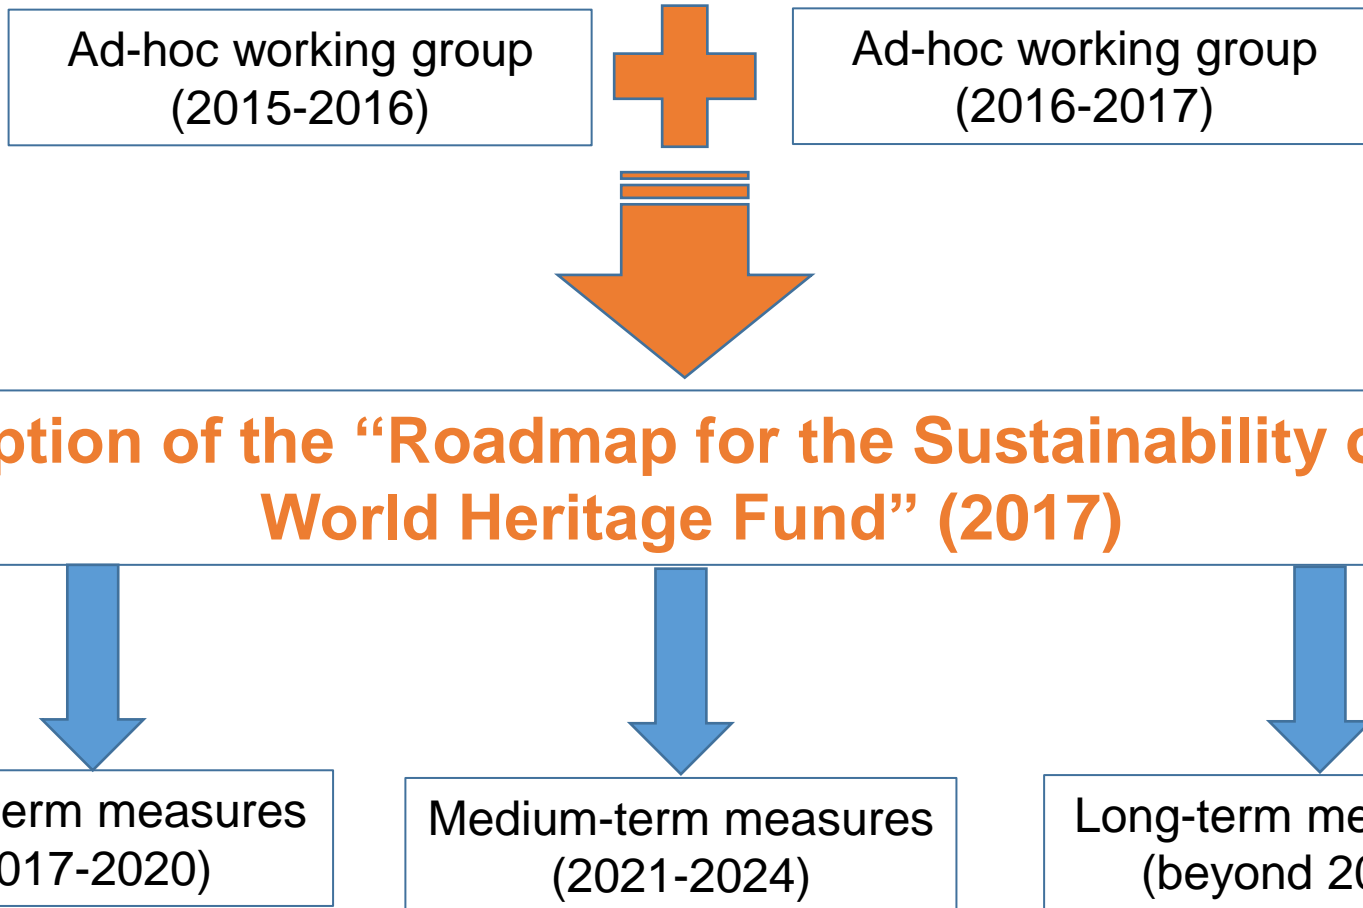 Ad-hoc working group
(2015-2016)
Ad-hoc working group
(2016-2017)
ption of the “Roadmap for the Sustainability
World Heritage Fund” (2017)
erm measures
017-2020)
Medium-term measures
(2021-2024)
Long-term me
(beyond 20